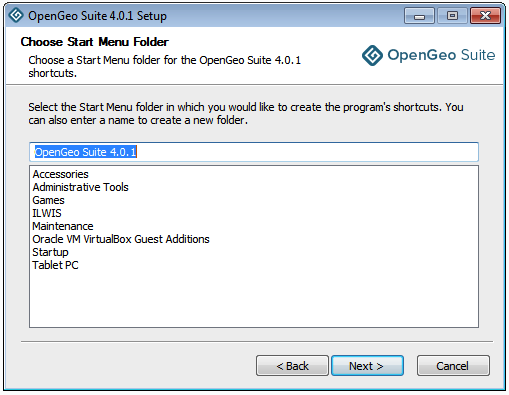 OpenGeo Suite 4.0.1 Setup
Choose Start Menu Folder
Choose a Start Menu folder for the OpenGeo Suite 4.0.1
shortcuts.
OpenGeo Suite
Select the Start Menu folder in which you would like to create the program's shortcuts. You
can also enter a name to create a new folder.
OpenGeo Suite 4.0.1
Accessories
Administrative Tools
Games
ILWIS
Maintenance
Oracle VM VirtualBox Guest Additions
Startup
Tablet PC
< Back
Next >
Cancel